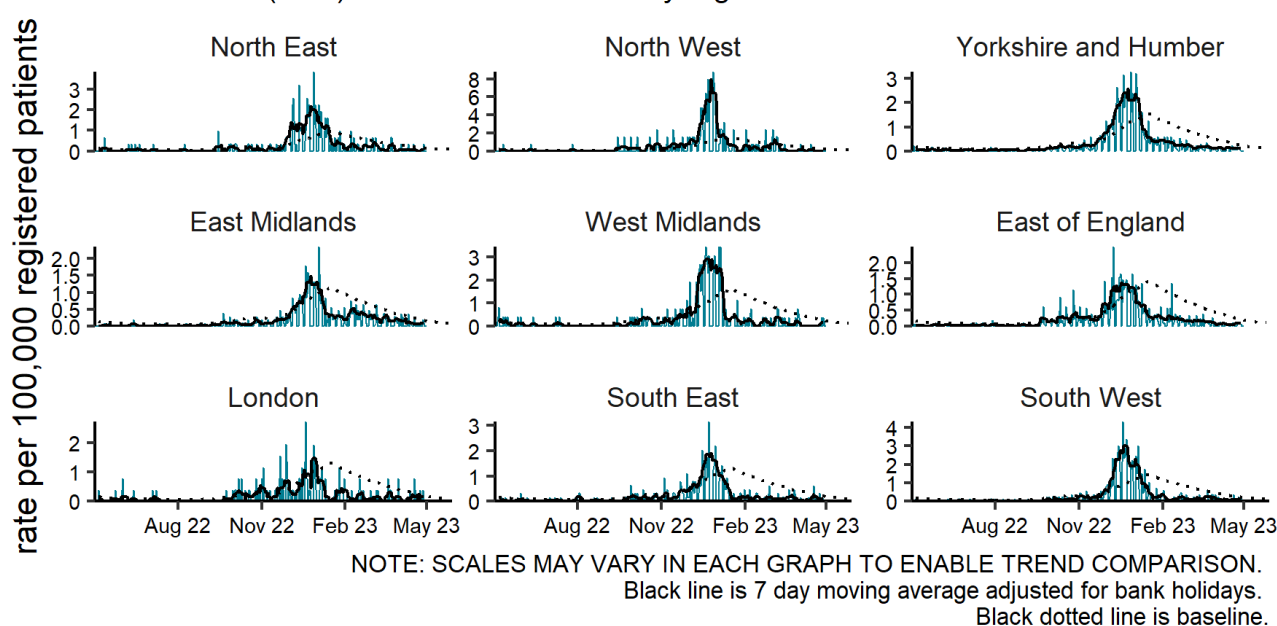 rate per 100,000 registered patients
North East
North West
Yorkshire and Humber
3
2
1
0
8
6
4
2
0
3
2
1
0
East Midlands
West Midlands
East of England
2.0
1.5
1.0
0.5
0.0
3
2
1
0
2.0
1.5
1.0
0.5
0.0
London
South East
South West
2
1
0
3
2
1
0
4
3
2
1
0
Aug 22 Nov 22 Feb 23 May 23
Aug 22 Nov 22 Feb 23 May 23
Aug 22 Nov 22 Feb 23 May 23
NOTE: SCALES MAY VARY IN EACH GRAPH TO ENABLE TREND COMPARISON.
Black line is 7 day moving average adjusted for bank holidays.
Black dotted line is baseline.